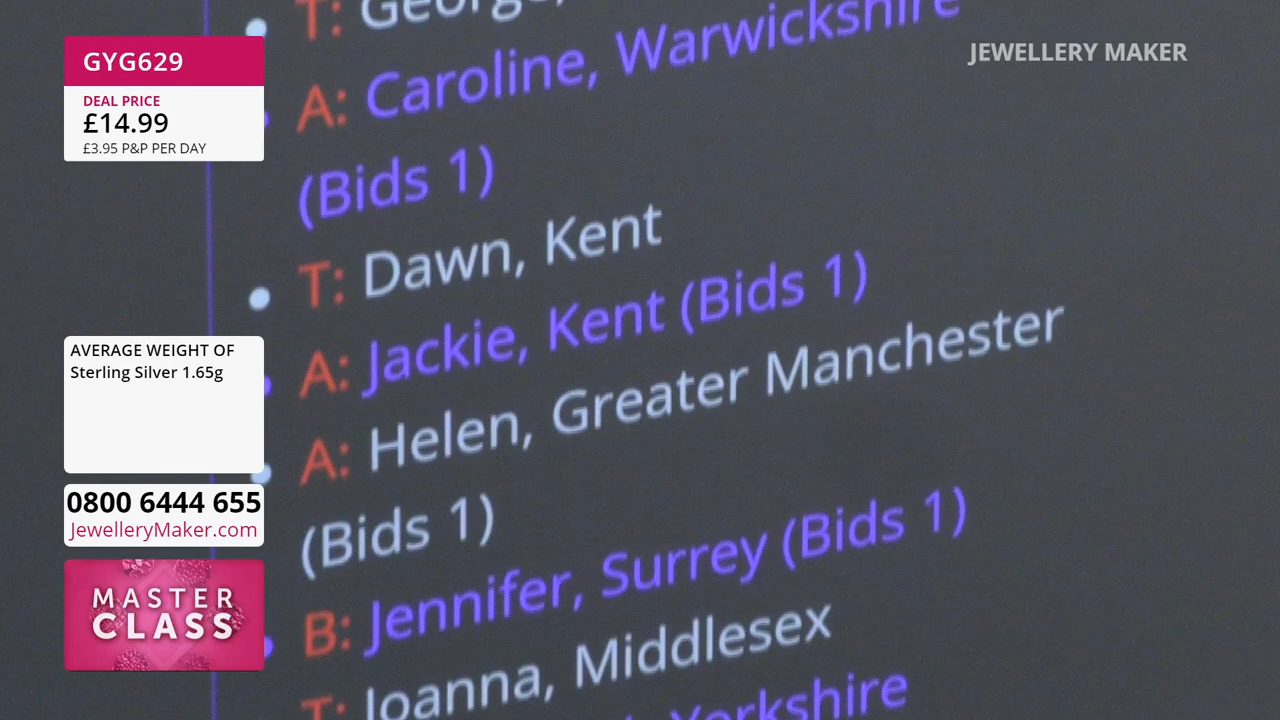 GYG629
DEAL PRICE
£14.99
£3.95 P&P PER DAY
JEWELLERY MAKER
T: George,
A: Caroline, Warwickshire
(Bids 1)
T: Dawn, Kent
A: Jackie, Kent (Bids 1)
A: Helen, Greater Manchester
(Bids 1)
B: Jennifer, Surrey (Bids 1)
T: Joanna, Middlesex
Yorkshire
AVERAGE WEIGHT OF
Sterling Silver 1.65g
0800 6444 655
JewelleryMaker.com
MASTER
CLASS